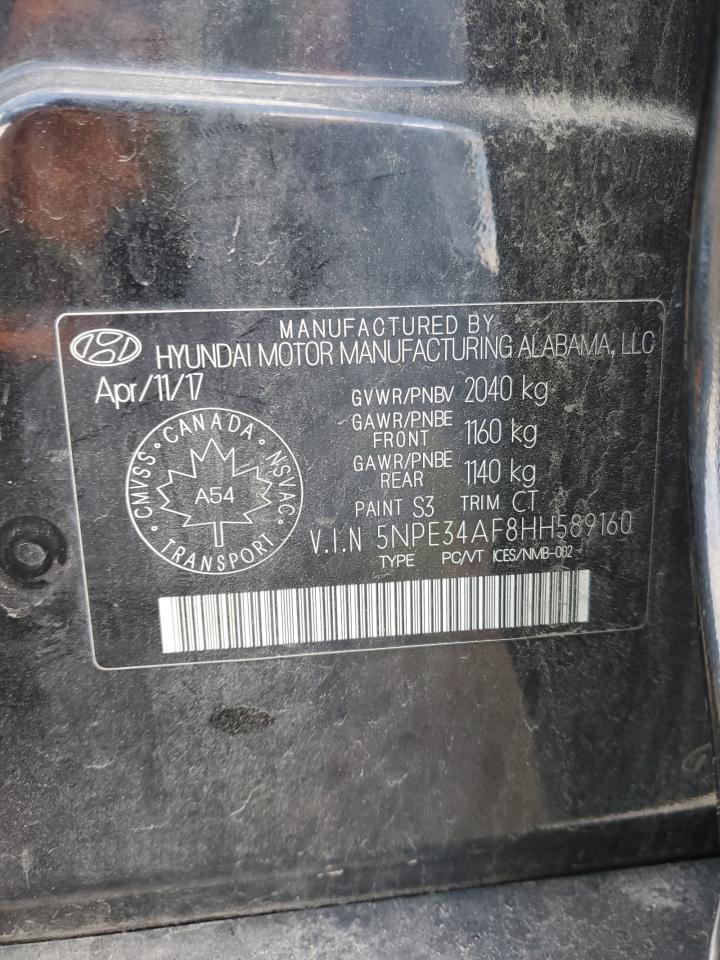 MANUFACTURED BY
HYUNDAI MOTOR MANUFACTURING ALABAMA, LLC
Apr/11/17
GVWR/PNBV 2040 kg
GAWR/PNBE FRONT 1160 kg
GAWR/PNBE REAR 1140 kg
PAINT S3 TRIM CT
V.I.N 5NPE34AF8HH589160
TYPE PC/VT ICES/NMB-002
CMVSS · CANADA · NSVAC ·
A54
TRANSPORT